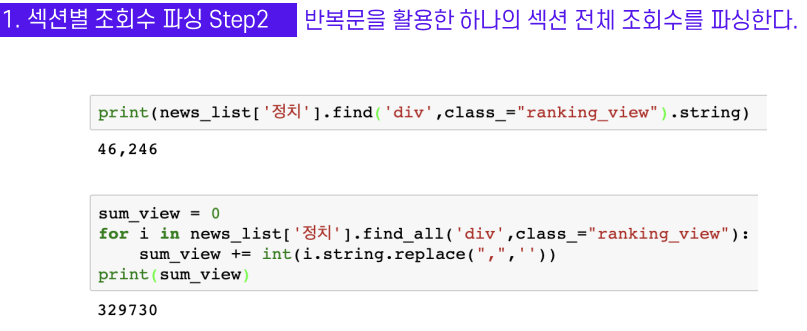 1. 섹션별 조회수 파싱 Step2 반복문을 활용한 하나의 섹션 전체 조회수를 파싱한다.
print(news_list['정치'].find('div',class_="ranking_view").string)
46,246
sum_view = 0
for i in news_list['정치'].find_all('div',class_="ranking_view"):
    sum_view += int(i.string.replace(",",''))
print(sum_view)
329730